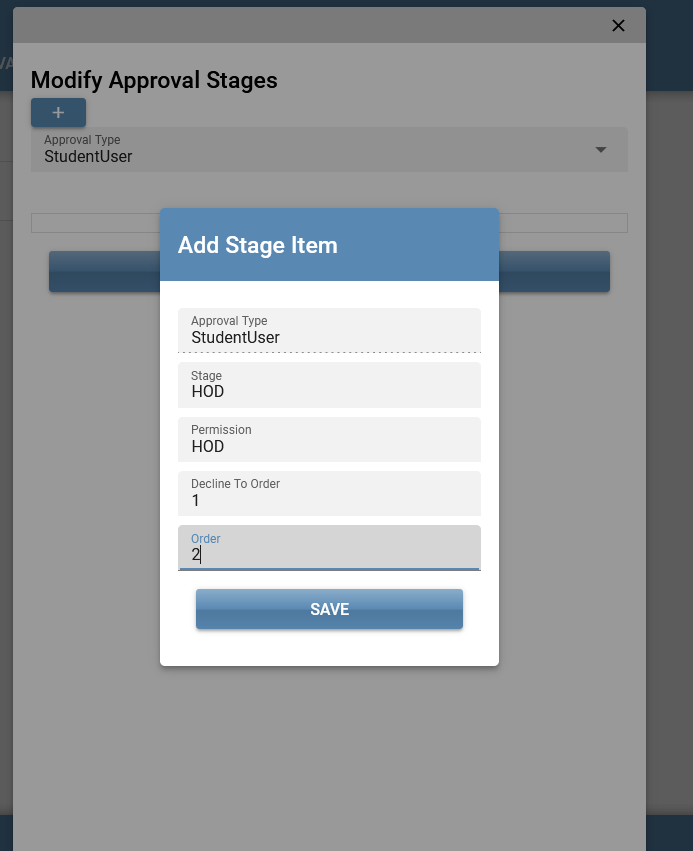 VA
Modify Approval Stages
+
Approval Type
StudentUser
Add Stage Item
Approval Type
StudentUser
Stage
HOD
Permission
HOD
Decline To Order
1
Order
2
SAVE